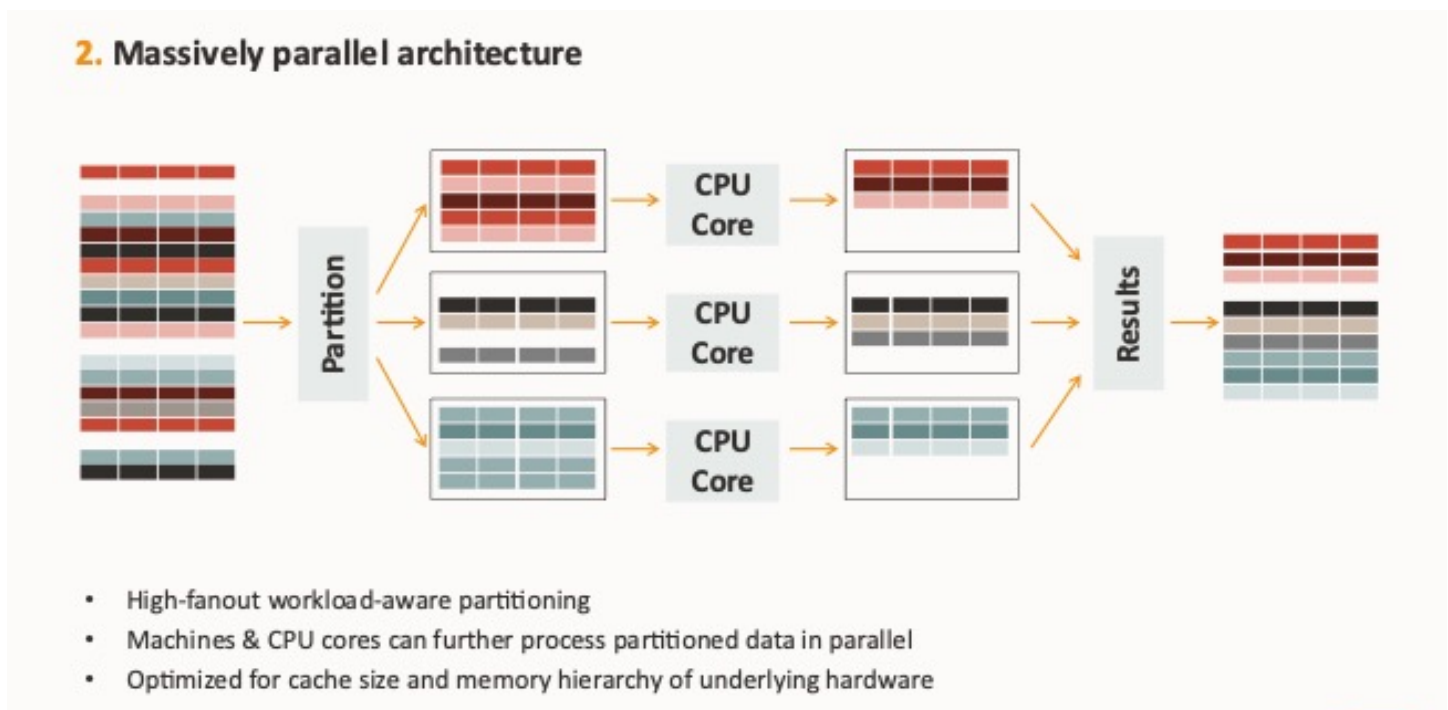 2. Massively parallel architecture
Partition
CPU
Core
CPU
Core
CPU
Core
Results
• High-fanout workload-aware partitioning
• Machines & CPU cores can further process partitioned data in parallel
• Optimized for cache size and memory hierarchy of underlying hardware